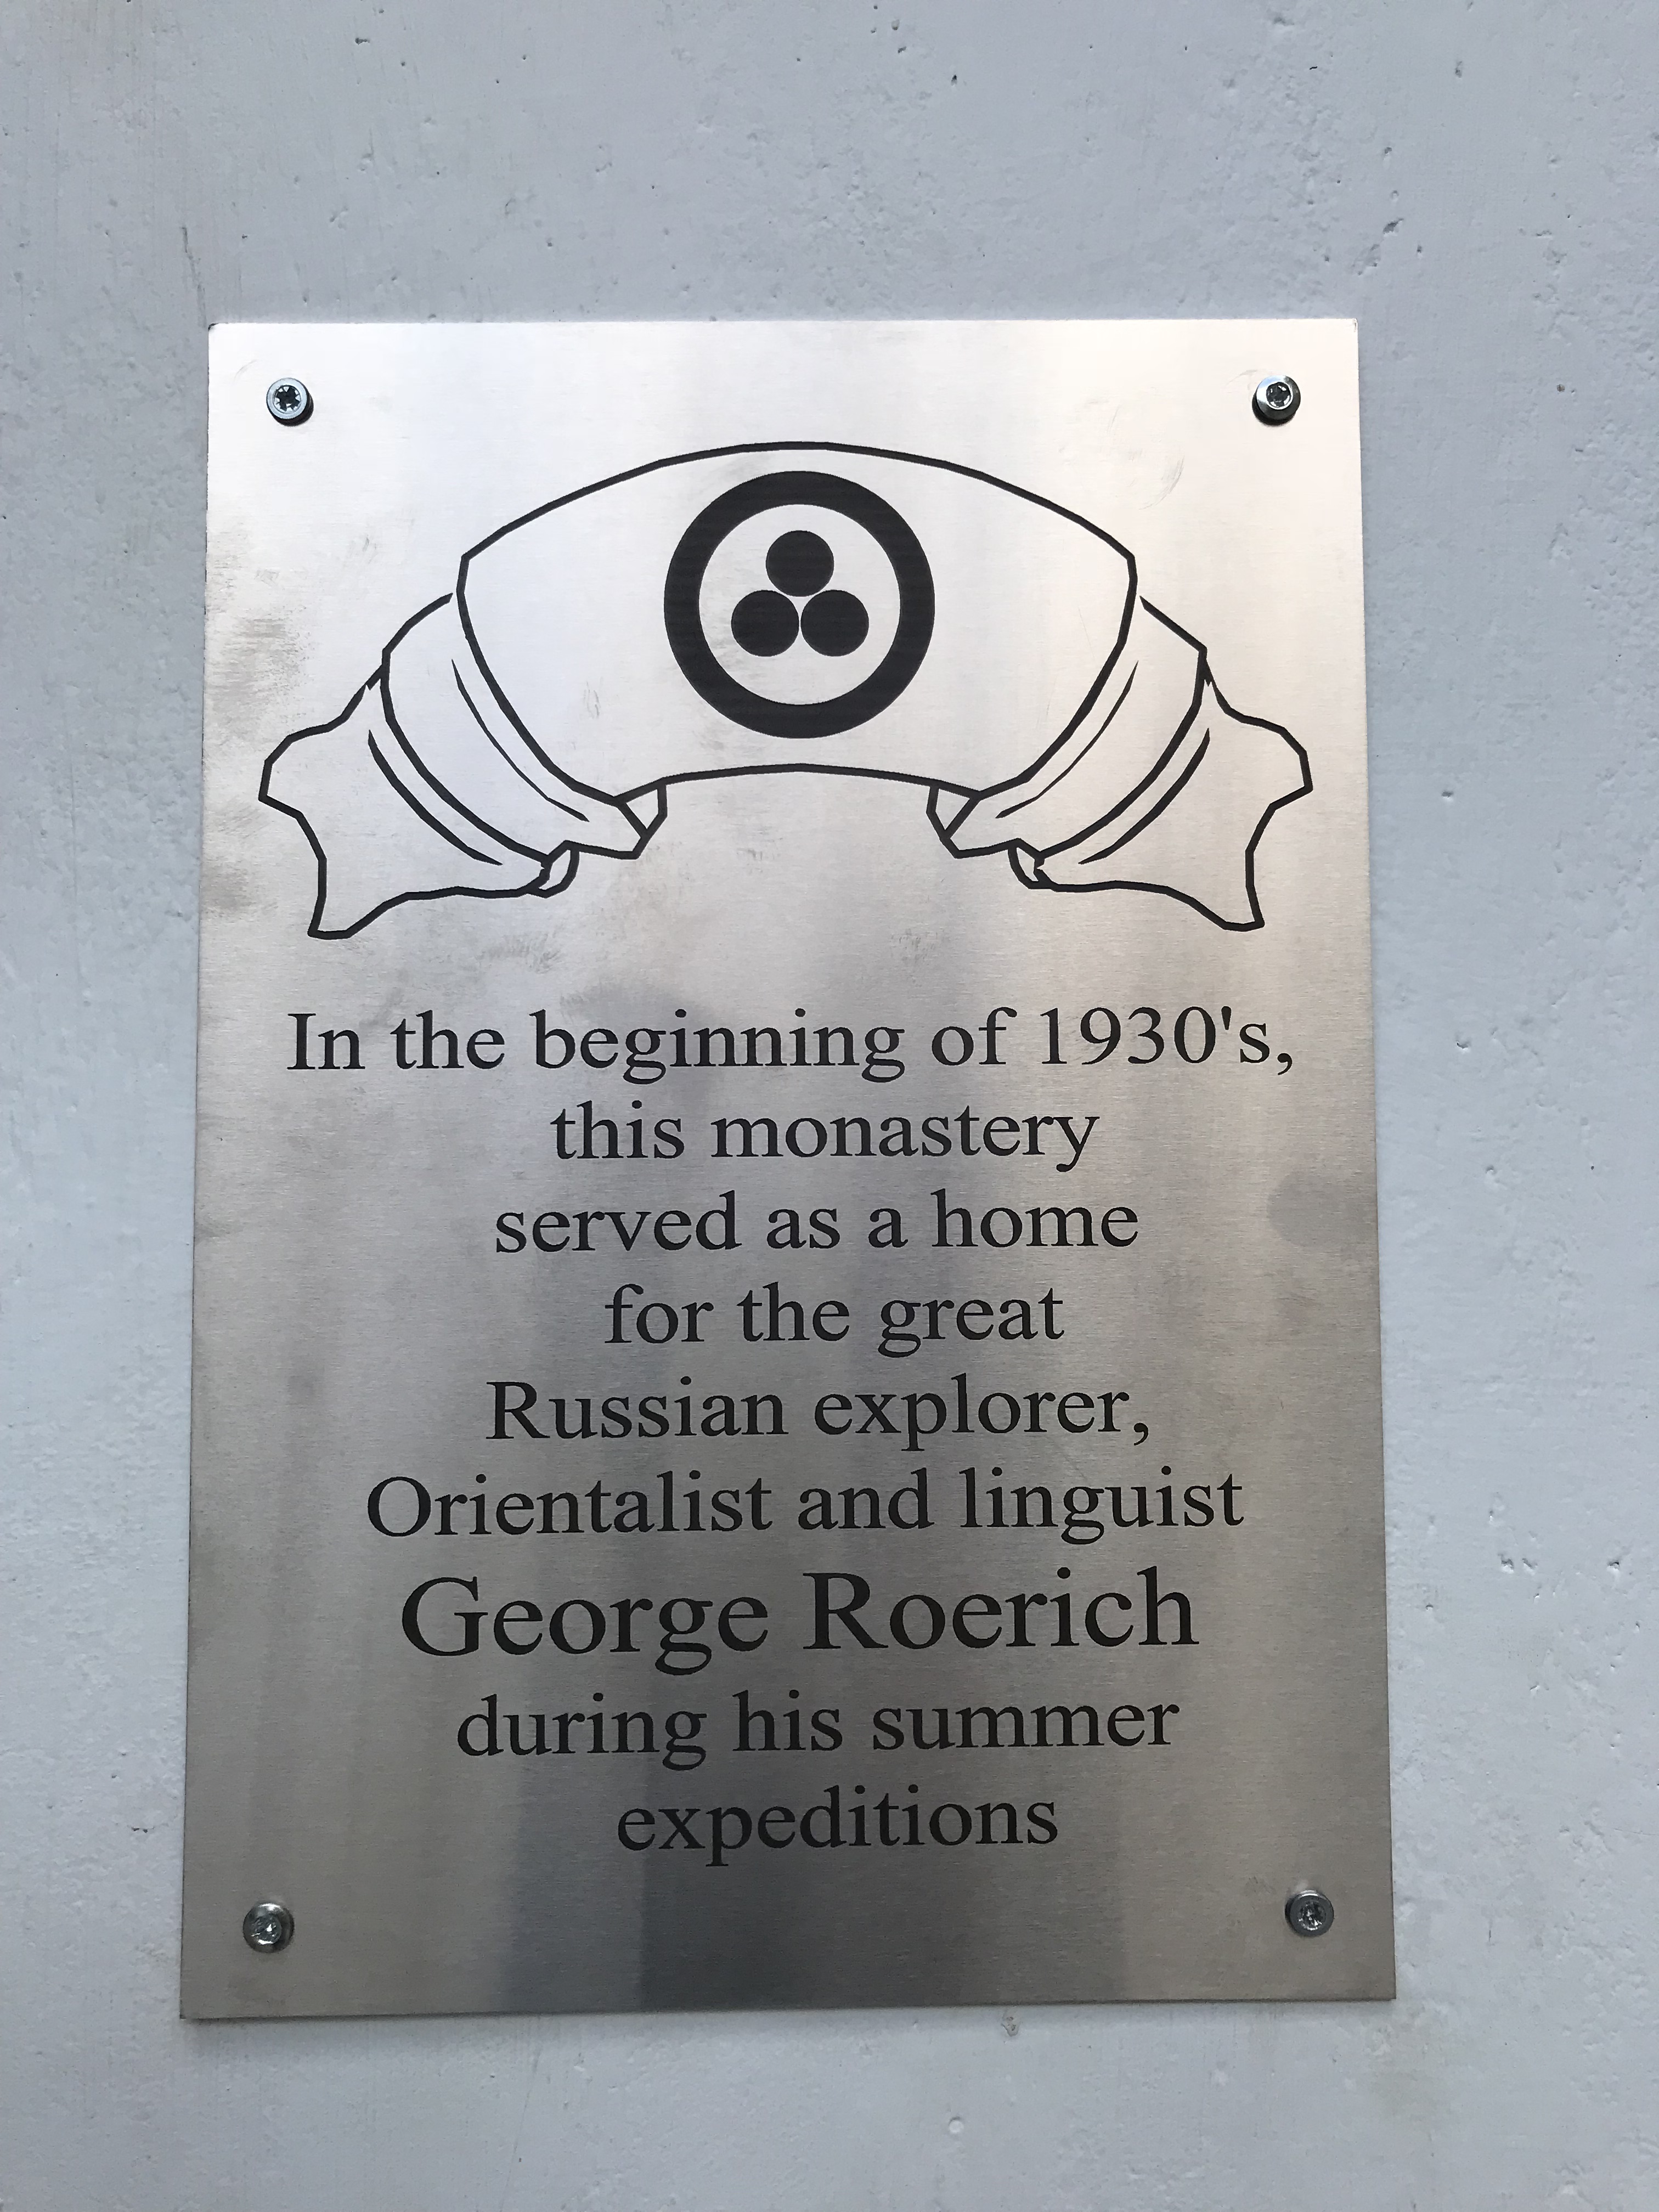 In the beginning of 1930's,
this monastery
served as a home
for the great
Russian explorer,
Orientalist and linguist
George Roerich
during his summer
expeditions